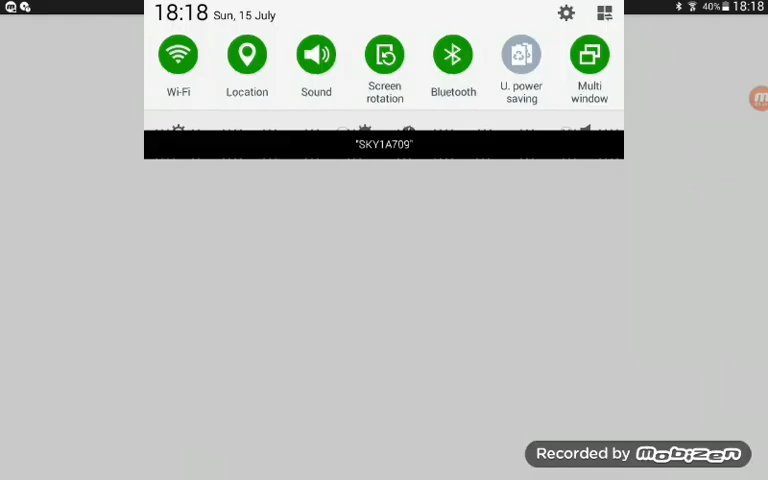 40% 18:18
18:18 Sun, 15 July
Wi-Fi
Location
Sound
Screen
rotation
Bluetooth
U. power
saving
Multi
window
"SKY1A709"
Recorded by mobizen